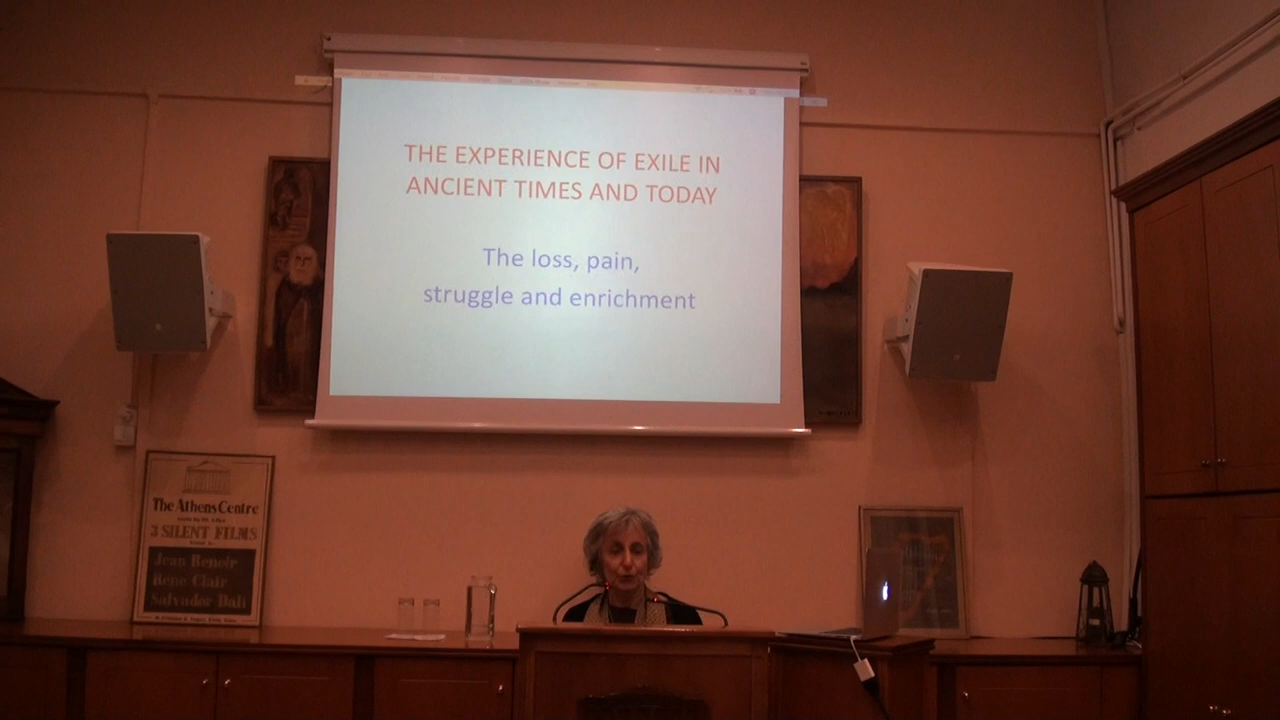 THE EXPERIENCE OF EXILE IN
ANCIENT TIMES AND TODAY
The loss, pain,
struggle and enrichment
The Athens Centre
3 SILENT FILMS
Jean Renoir
Rene Clair
Salvador Dali